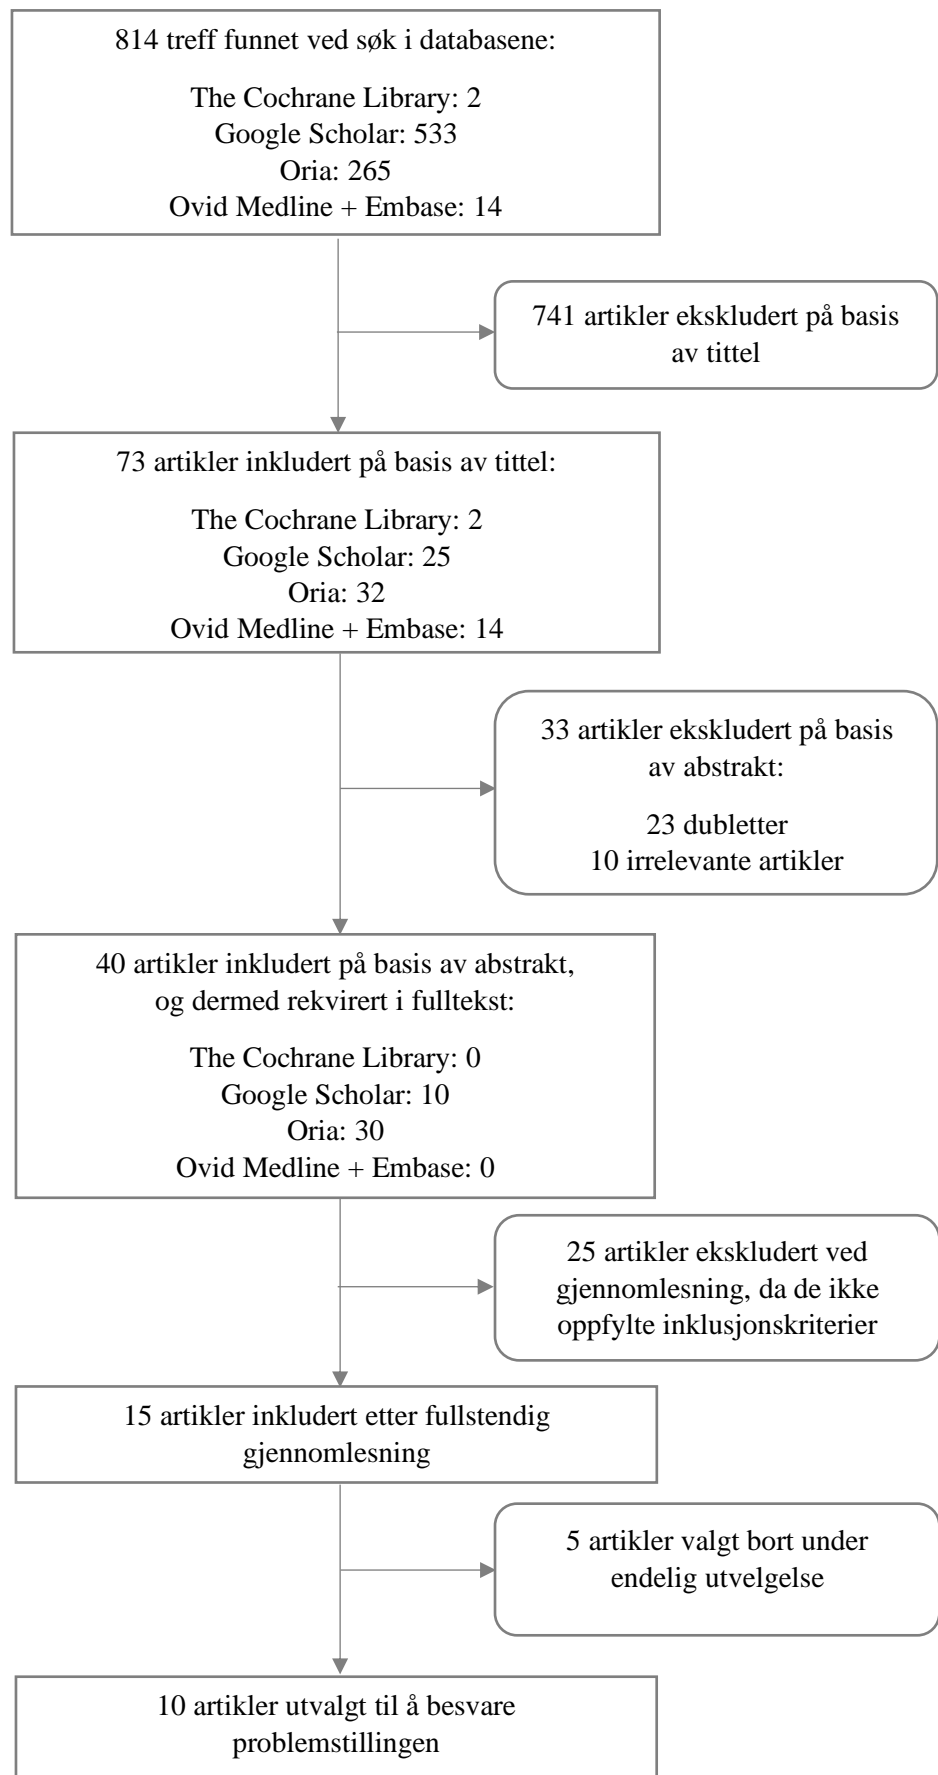 814 treff funnet ved søk i databasene:
The Cochrane Library: 2
Google Scholar: 533
Oria: 265
Ovid Medline + Embase: 14
741 artikler ekskludert på basis
av tittel
73 artikler inkludert på basis av tittel:
The Cochrane Library: 2
Google Scholar: 25
Oria: 32
Ovid Medline + Embase: 14
33 artikler ekskludert på basis
av abstrakt:
23 dubletter
10 irrelevante artikler
40 artikler inkludert på basis av abstrakt,
og dermed rekvirert i fulltekst:
The Cochrane Library: 0
Google Scholar: 10
Oria: 30
Ovid Medline + Embase: 0
25 artikler ekskludert ved
gjennomlesning, da de ikke
oppfylte inklusjonskriterier
15 artikler inkludert etter fullstendig
gjennomlesning
5 artikler valgt bort under
endelig utvelgelse
10 artikler utvalgt til å besvare
problemstillingen